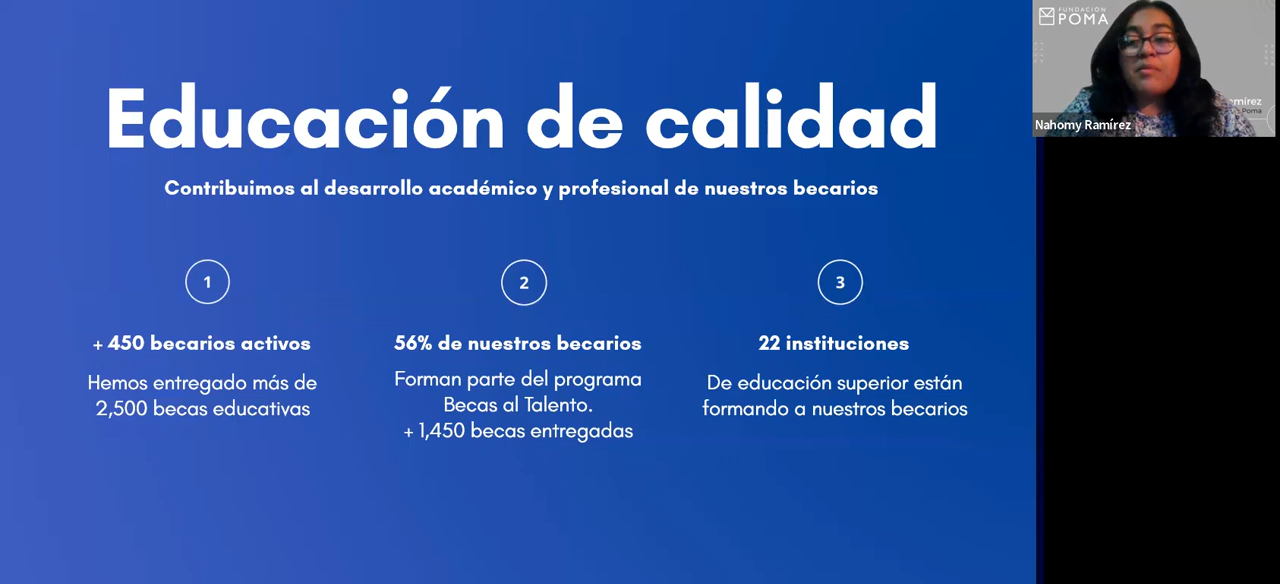 Educación de calidad
Contribuimos al desarrollo académico y profesional de nuestros becarios
1
+ 450 becarios activos
Hemos entregado más de
2,500 becas educativas
2
56% de nuestros becarios
Forman parte del programa
Becas al Talento.
+ 1,450 becas entregadas
3
22 instituciones
De educación superior están
formando a nuestros becarios
FUNDACIÓN
POMA
Poma
Nahomy Ramírez